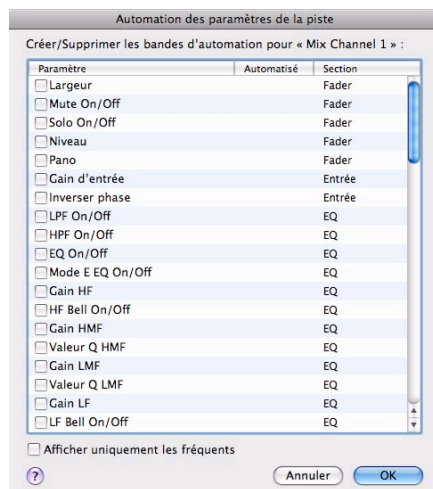 Automation des paramètres de la piste
Créer/Supprimer les bandes d'automation pour « Mix Channel 1 » :
Paramètre Automatisé Section
Largeur Fader
Mute On/Off Fader
Solo On/Off Fader
Niveau Fader
Pano Fader
Gain d'entrée Entrée
Inverser phase Entrée
LPF On/Off EQ
HPF On/Off EQ
EQ On/Off EQ
Mode E EQ On/Off EQ
Gain HF EQ
HF Bell On/Off EQ
Gain HMF EQ
Valeur Q HMF EQ
Gain LMF EQ
Valeur Q LMF EQ
Gain LF EQ
LF Bell On/Off EQ
Afficher uniquement les fréquents
? Annuler OK